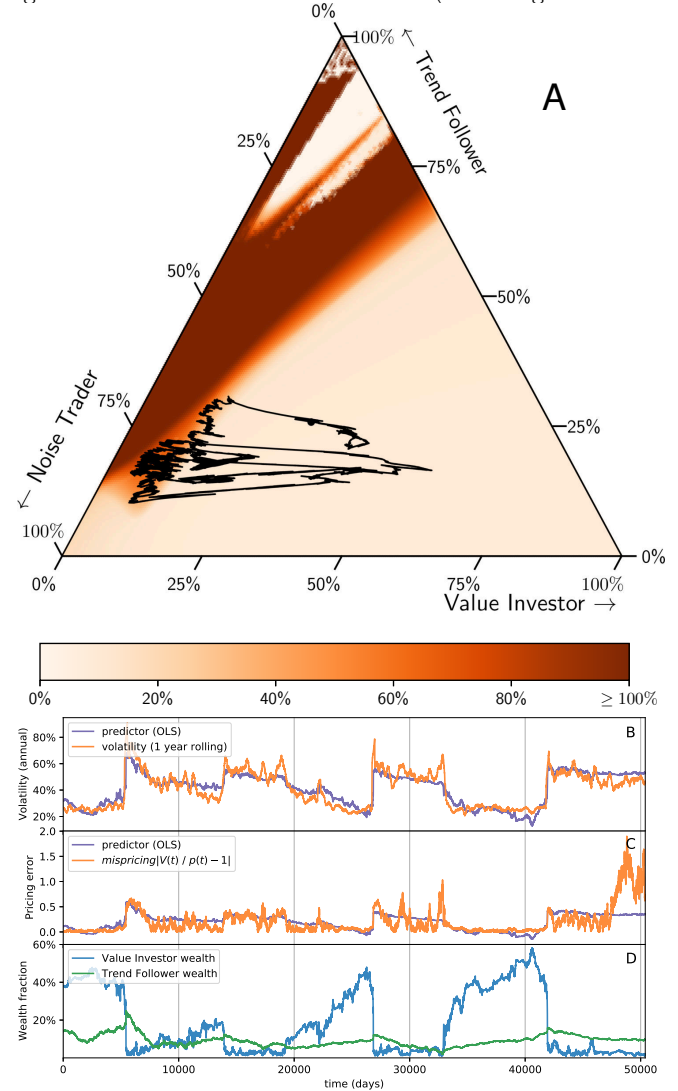 0%
100%
↖ Trend Follower
A
25%
75%
50%
50%
↙ Noise Trader
75%
25%
100%
0%
0%
25%
50%
75%
100%
Value Investor →
0%
20%
40%
60%
80%
≥ 100%
B
predictor (OLS)
volatility (1 year rolling)
Volatility (annual)
80%
60%
40%
20%
C
predictor (OLS)
mispricing|V(t) / p(t) − 1|
Pricing error
2.0
1.5
1.0
0.5
0.0
D
Value Investor wealth
Trend Follower wealth
Wealth fraction
60%
40%
20%
0
10000
20000
30000
40000
50000
time (days)